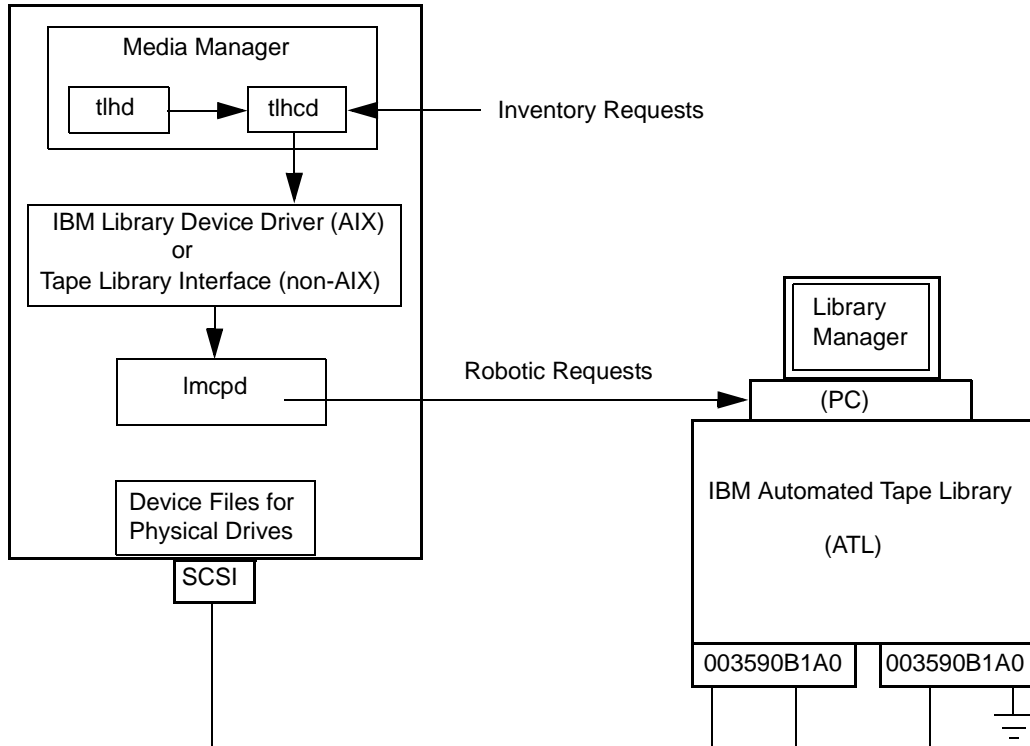 Media Manager
tlhd
tlhcd
Inventory Requests
IBM Library Device Driver (AIX)
or
Tape Library Interface (non-AIX)
lmcpd
Robotic Requests
Library
Manager
(PC)
IBM Automated Tape Library
(ATL)
Device Files for
Physical Drives
SCSI
003590B1A0
003590B1A0